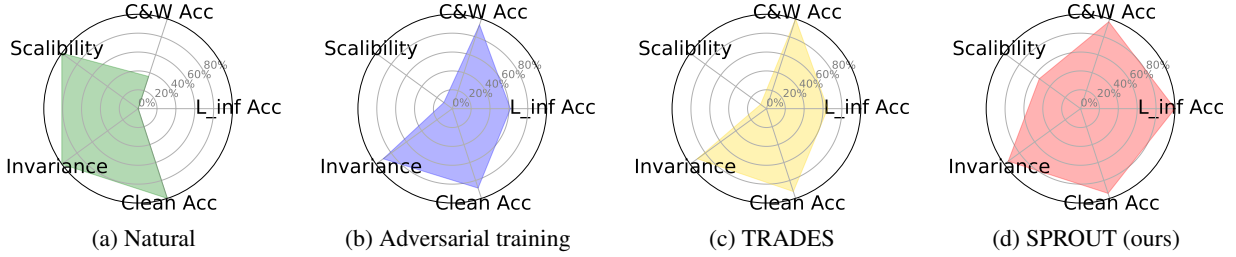 C&W Acc
Scalibility
80%
60%
40%
20%
0%
L_inf Acc
Invariance
Clean Acc
(a) Natural
C&W Acc
Scalibility
80%
60%
40%
20%
0%
L_inf Acc
Invariance
Clean Acc
(b) Adversarial training
C&W Acc
Scalibility
80%
60%
40%
20%
0%
L_inf Acc
Invariance
Clean Acc
(c) TRADES
C&W Acc
Scalibility
80%
60%
40%
20%
0%
L_inf Acc
Invariance
Clean Acc
(d) SPROUT (ours)